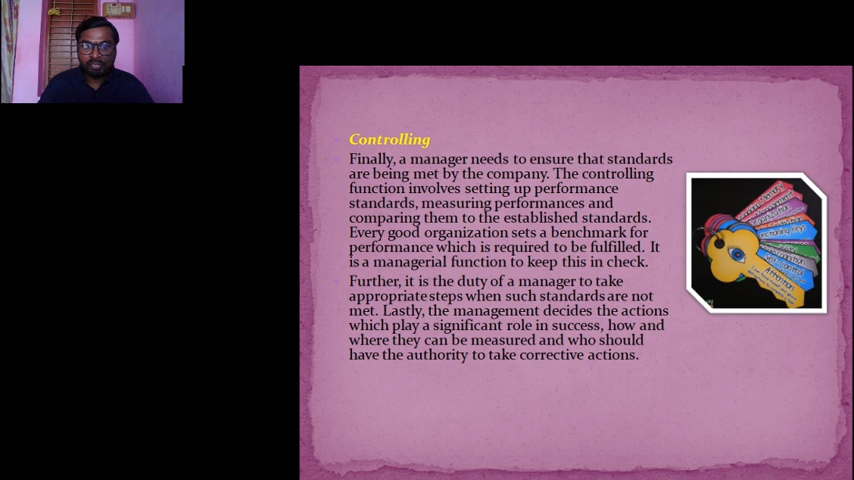 Controlling
Finally, a manager needs to ensure that standards
are being met by the company. The controlling
function involves setting up performance
standards, measuring performances and
comparing them to the established standards.
Every good organization sets a benchmark for
performance which is required to be fulfilled. It
is a managerial function to keep this in check.
Further, it is the duty of a manager to take
appropriate steps when such standards are not
met. Lastly, the management decides the actions
which play a significant role in success, how and
where they can be measured and who should
have the authority to take corrective actions.
Attention